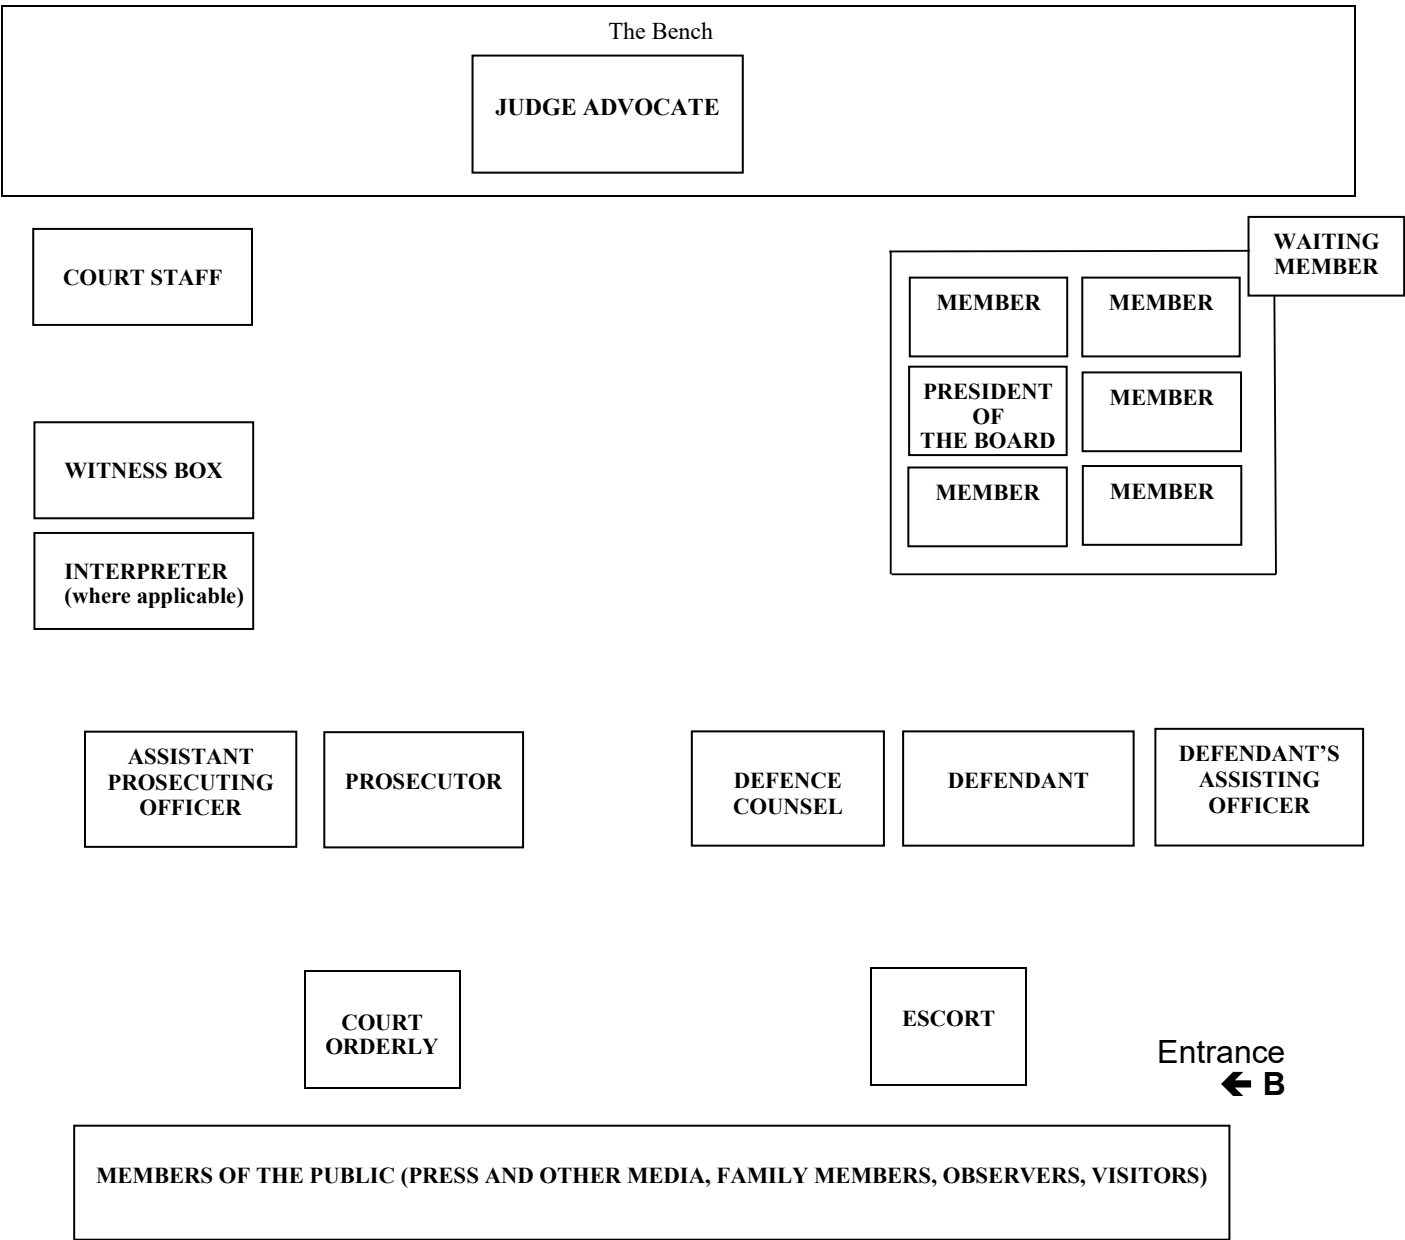 The Bench
JUDGE ADVOCATE
COURT STAFF
WAITING
MEMBER
MEMBER
MEMBER
PRESIDENT
OF
THE BOARD
MEMBER
MEMBER
MEMBER
WITNESS BOX
INTERPRETER
(where applicable)
ASSISTANT
PROSECUTING
OFFICER
PROSECUTOR
DEFENCE
COUNSEL
DEFENDANT
DEFENDANT’S
ASSISTING
OFFICER
COURT
ORDERLY
ESCORT
Entrance
🡸 B
MEMBERS OF THE PUBLIC (PRESS AND OTHER MEDIA, FAMILY MEMBERS, OBSERVERS, VISITORS)